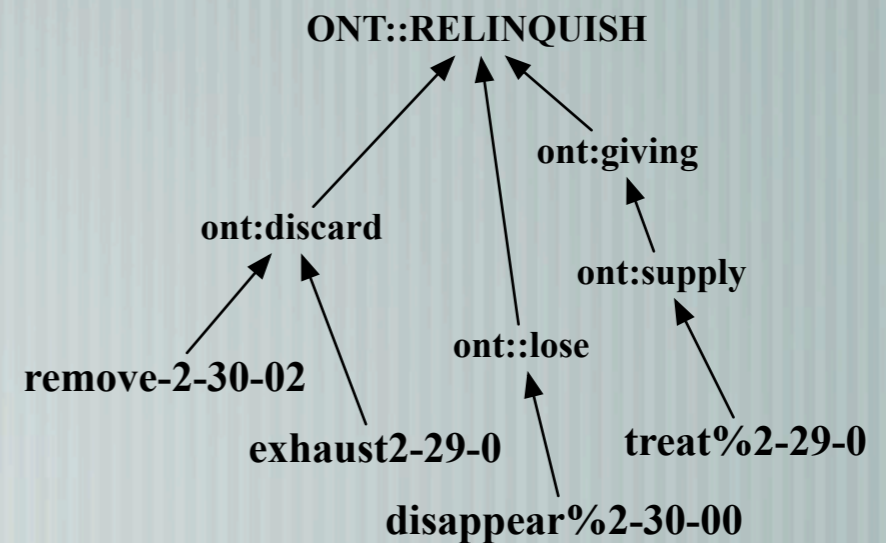 ONT::RELINQUISH
ont:giving
ont:discard
ont:supply
ont::lose
remove-2-30-02
exhaust2-29-0
treat%2-29-0
disappear%2-30-00